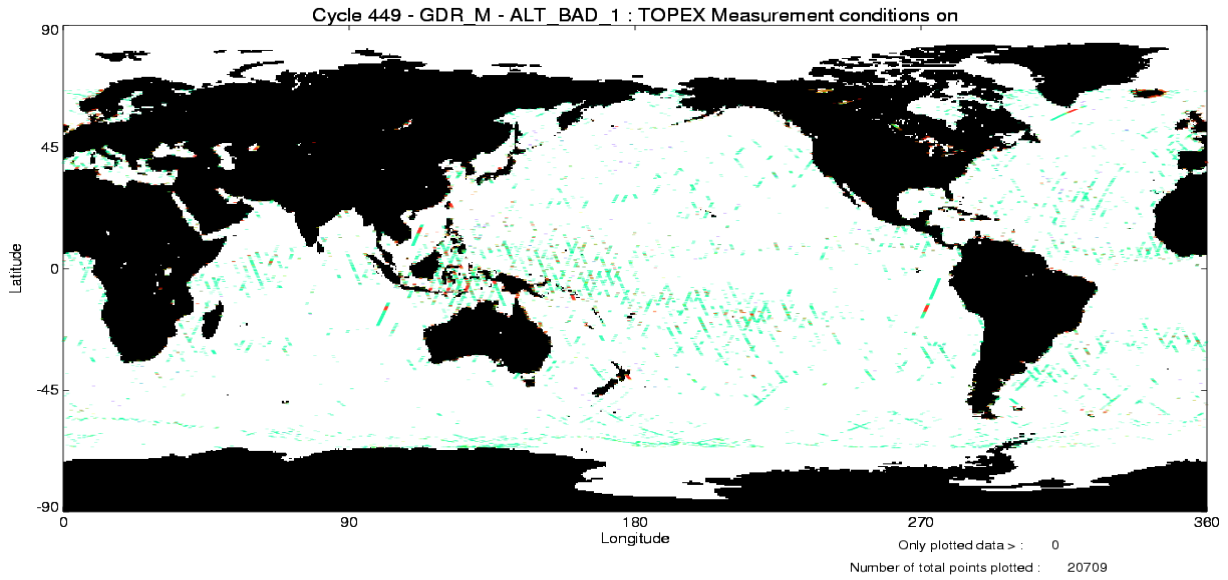 Cycle 449 - GDR_M - ALT_BAD_1 : TOPEX Measurement conditions on
90
45
0
-45
-90
Latitude
0 90 180 270 360
Longitude
Only plotted data > : 0
Number of total points plotted : 20709